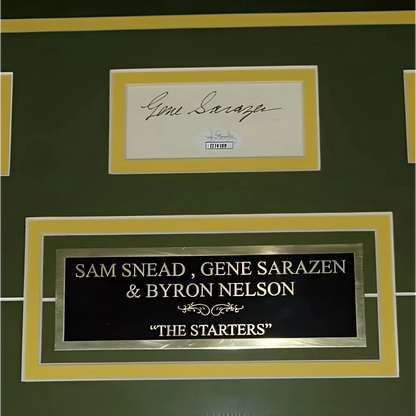 Gene Sarazen
SAM SNEAD , GENE SARAZEN
& BYRON NELSON
“THE STARTERS”